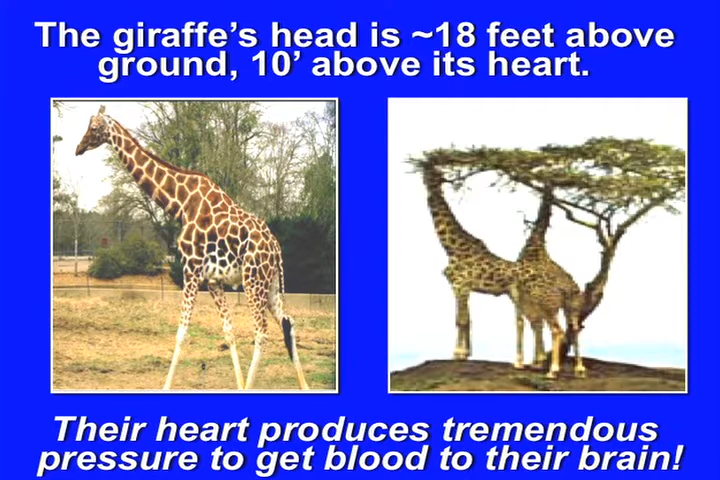 The giraffe’s head is ~18 feet above
ground, 10’ above its heart.
Their heart produces tremendous
pressure to get blood to their brain!